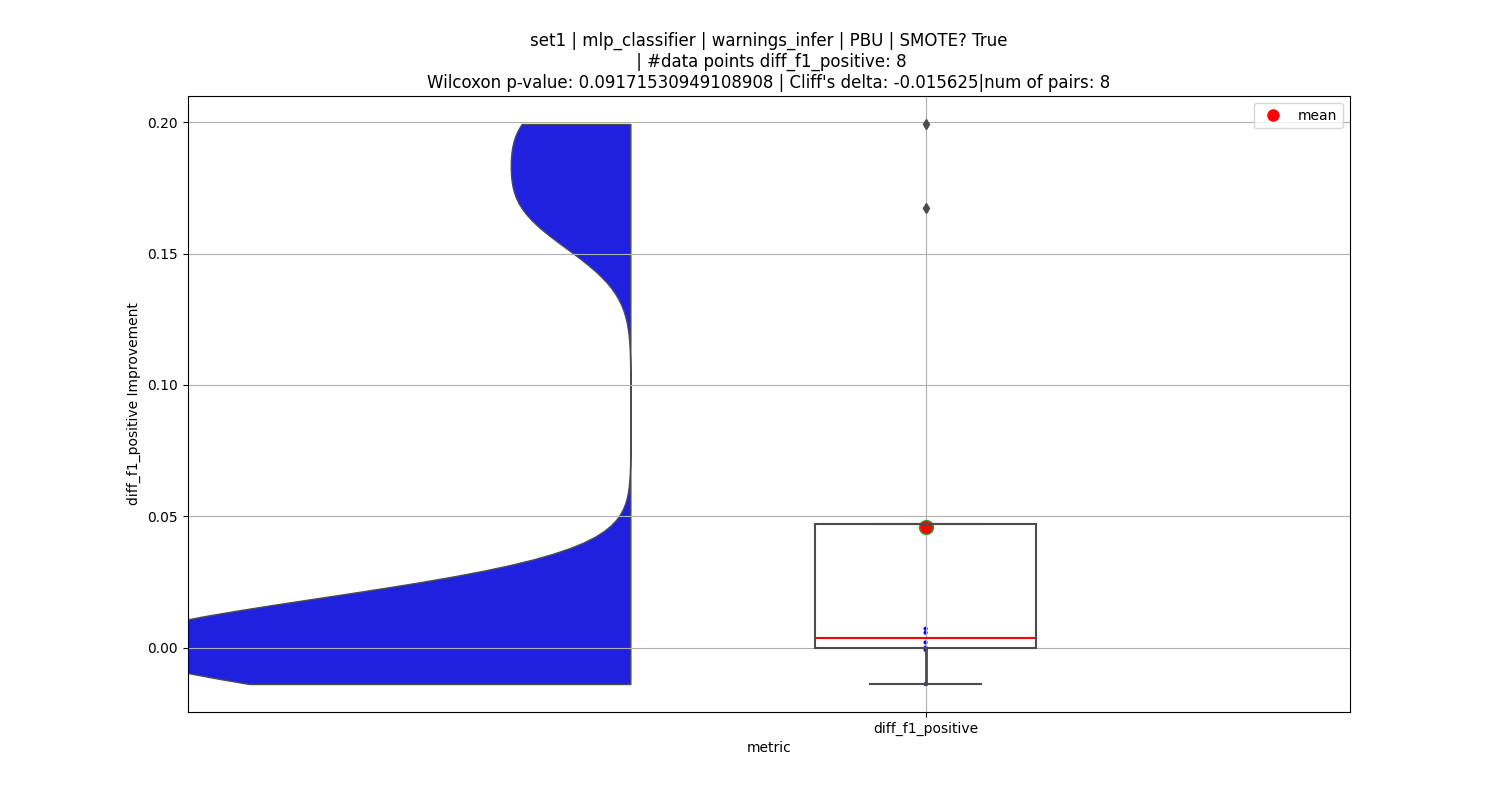 set1 | mlp_classifier | warnings_infer | PBU | SMOTE? True
| #data points diff_f1_positive: 8
Wilcoxon p-value: 0.09171530949108908 | Cliff's delta: -0.015625|num of pairs: 8
mean
0.20
0.15
0.10
0.05
0.00
diff_f1_positive Improvement
diff_f1_positive
metric